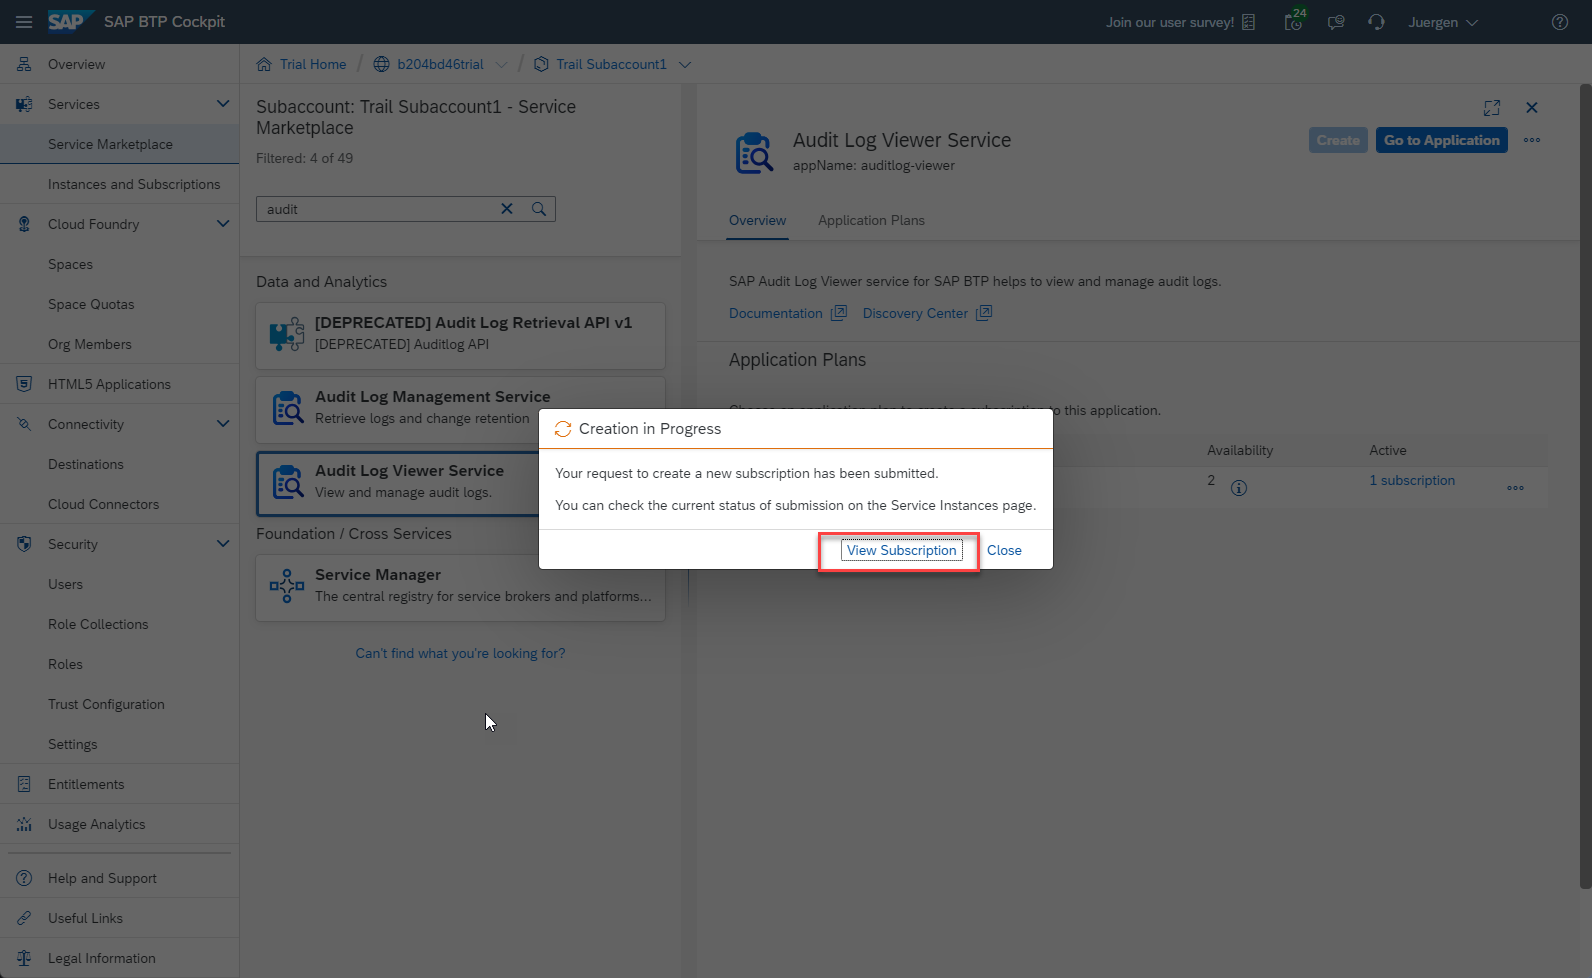 SAP SAP BTP Cockpit
Join our user survey!
24
Juergen
Overview
Services
Service Marketplace
Instances and Subscriptions
Cloud Foundry
Spaces
Space Quotas
Org Members
HTML5 Applications
Connectivity
Destinations
Cloud Connectors
Security
Users
Role Collections
Roles
Trust Configuration
Settings
Entitlements
Usage Analytics
Help and Support
Useful Links
Legal Information
Trial Home / b204bd46trial / Trail Subaccount1
Subaccount: Trail Subaccount1 - Service
Marketplace
Filtered: 4 of 49
audit
Data and Analytics
[DEPRECATED] Audit Log Retrieval API v1
[DEPRECATED] Auditlog API
Audit Log Management Service
Retrieve logs and change retention
Audit Log Viewer Service
View and manage audit logs.
Foundation / Cross Services
Service Manager
The central registry for service brokers and platforms...
Can't find what you're looking for?
Audit Log Viewer Service
appName: auditlog-viewer
Create
Go to Application
Overview
Application Plans
SAP Audit Log Viewer service for SAP BTP helps to view and manage audit logs.
Documentation
Discovery Center
Application Plans
Choose an application plan to create a subscription to this application.
Availability
Active
2
1 subscription
Creation in Progress
Your request to create a new subscription has been submitted.
You can check the current status of submission on the Service Instances page.
View Subscription
Close